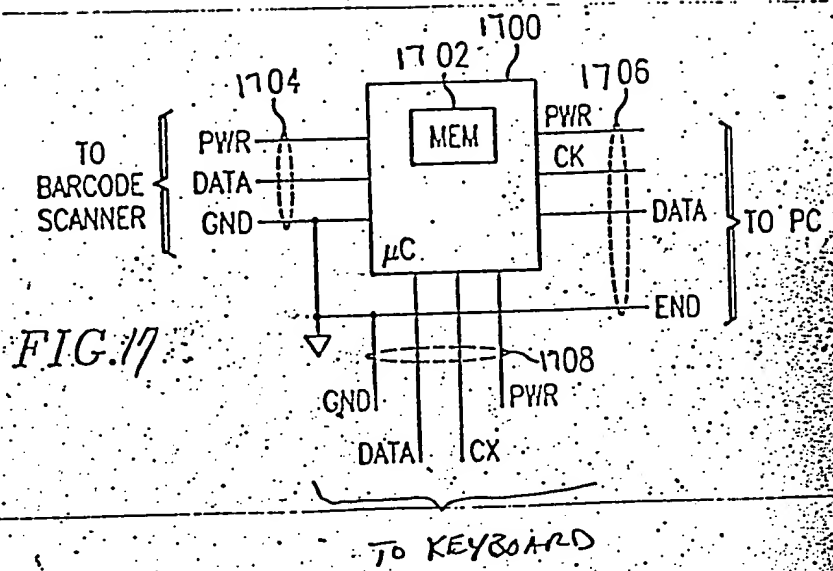 1700
1702
1704
1706
MEM
PWR
DATA
GND
TO
BARCODE
SCANNER
μC
PWR
CK
DATA
END
TO PC
FIG.17
1708
GND
PWR
DATA
CX
TO KEYBOARD